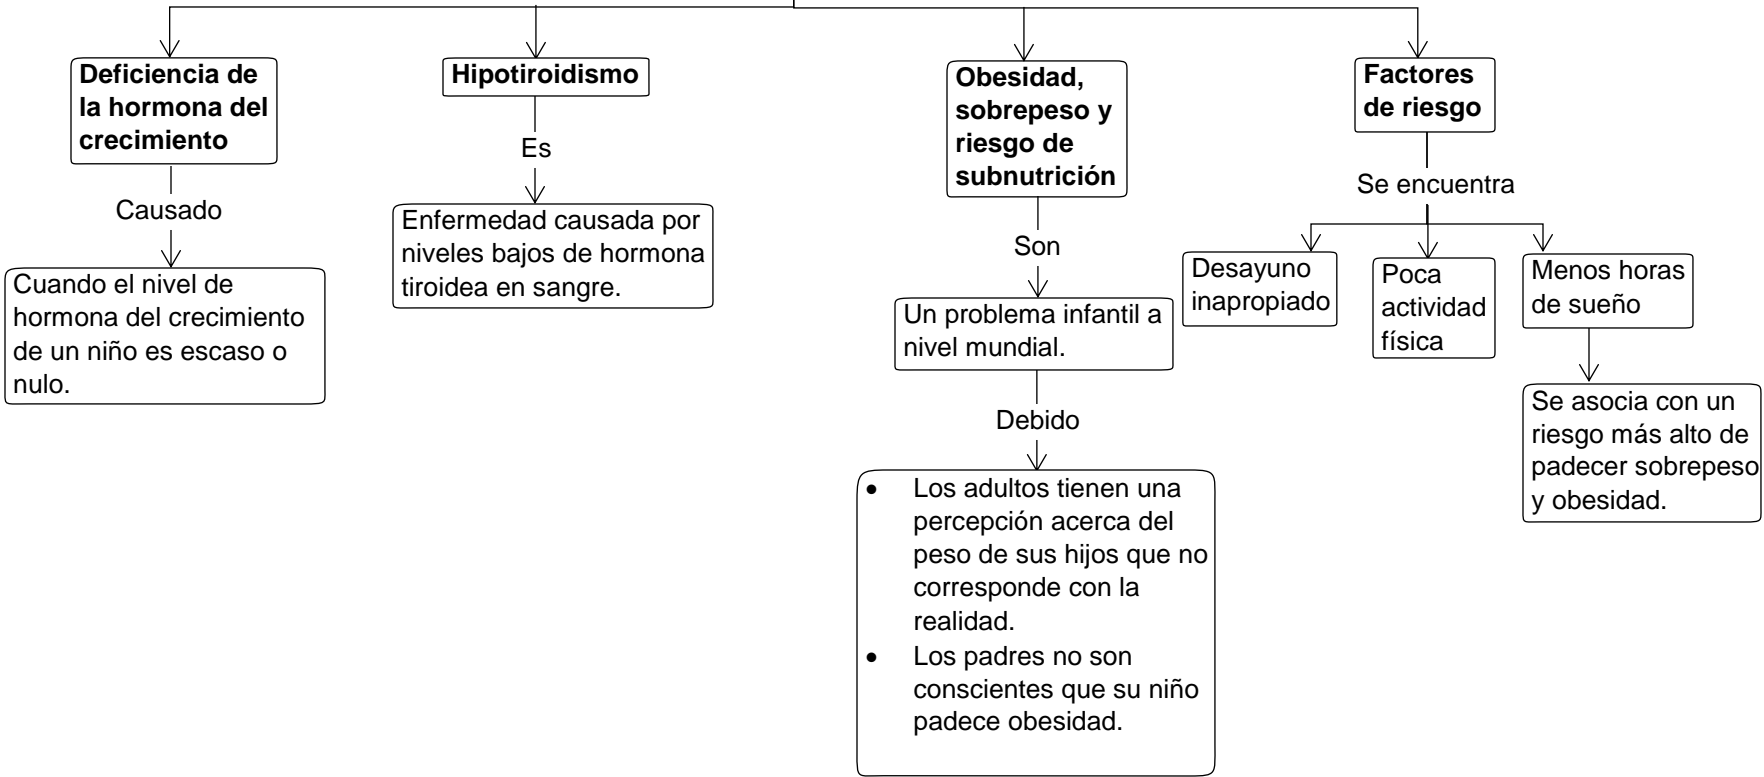 Deficiencia de
la hormona del
crecimiento
Causado
Cuando el nivel de
hormona del crecimiento
de un niño es escaso o
nulo.
Hipotiroidismo
Es
Enfermedad causada por
niveles bajos de hormona
tiroidea en sangre.
Obesidad,
sobrepeso y
riesgo de
subnutrición
Son
Un problema infantil a
nivel mundial.
Debido
• Los adultos tienen una
percepción acerca del
peso de sus hijos que no
corresponde con la
realidad.
• Los padres no son
conscientes que su niño
padece obesidad.
Factores
de riesgo
Se encuentra
Desayuno
inapropiado
Poca
actividad
física
Menos horas
de sueño
Se asocia con un
riesgo más alto de
padecer sobrepeso
y obesidad.